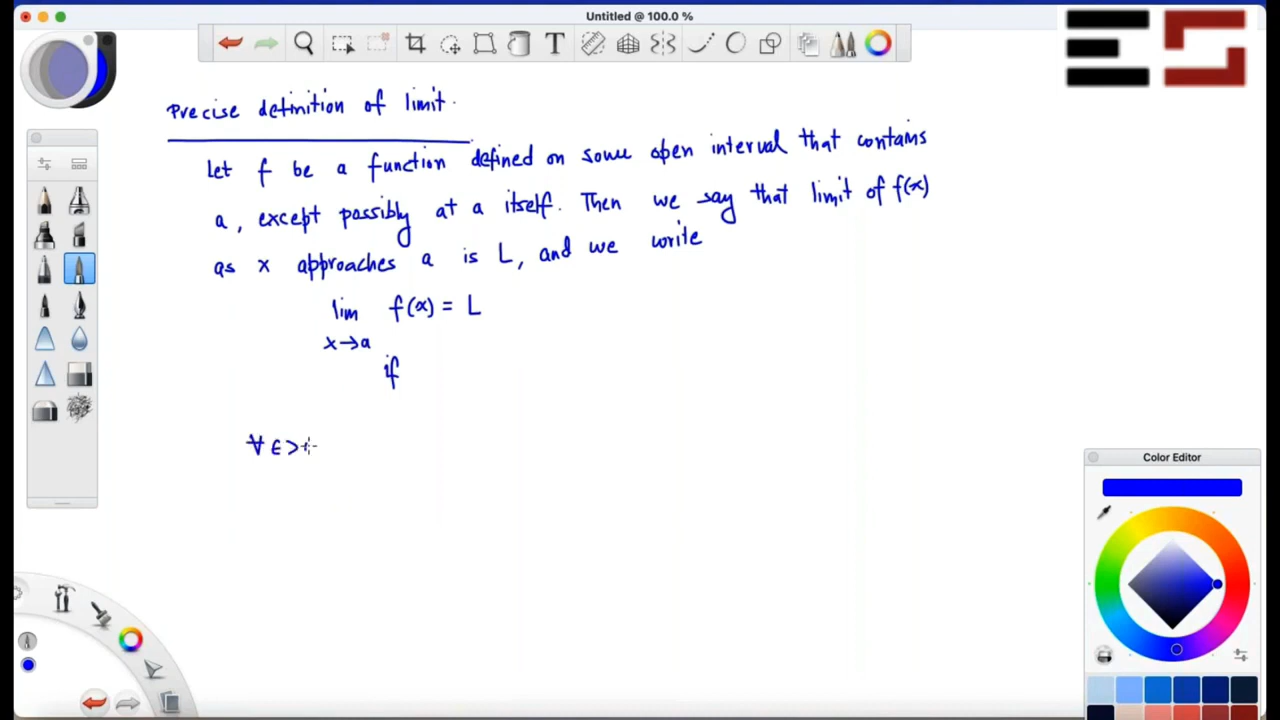 Untitled @ 100.0 %
Precise definition of limit.
Let f be a function defined on some open interval that contains
a, except possibly at a itself. Then we say that limit of f(x)
as x approaches a is L, and we write
lim f(x) = L
x→a
if
∀ ϵ >
Color Editor
T
ES